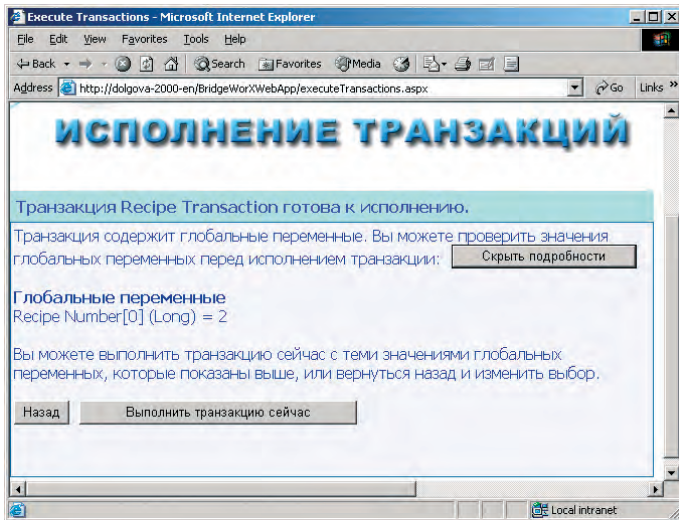 Execute Transactions - Microsoft Internet Explorer
File Edit View Favorites Tools Help
Back Search Favorites Media
Address http://dolgova-2000-en/BridgeWorXWebApp/executeTransactions.aspx Go Links »
ИСПОЛНЕНИЕ ТРАНЗАКЦИЙ
Транзакция Recipe Transaction готова к исполнению.
Транзакция содержит глобальные переменные. Вы можете проверить значения
глобальных переменных перед исполнением транзакции: Скрыть подробности
Глобальные переменные
Recipe Number[0] (Long) = 2
Вы можете выполнить транзакцию сейчас с теми значениями глобальных
переменных, которые показаны выше, или вернуться назад и изменить выбор.
Назад Выполнить транзакцию сейчас
Local intranet